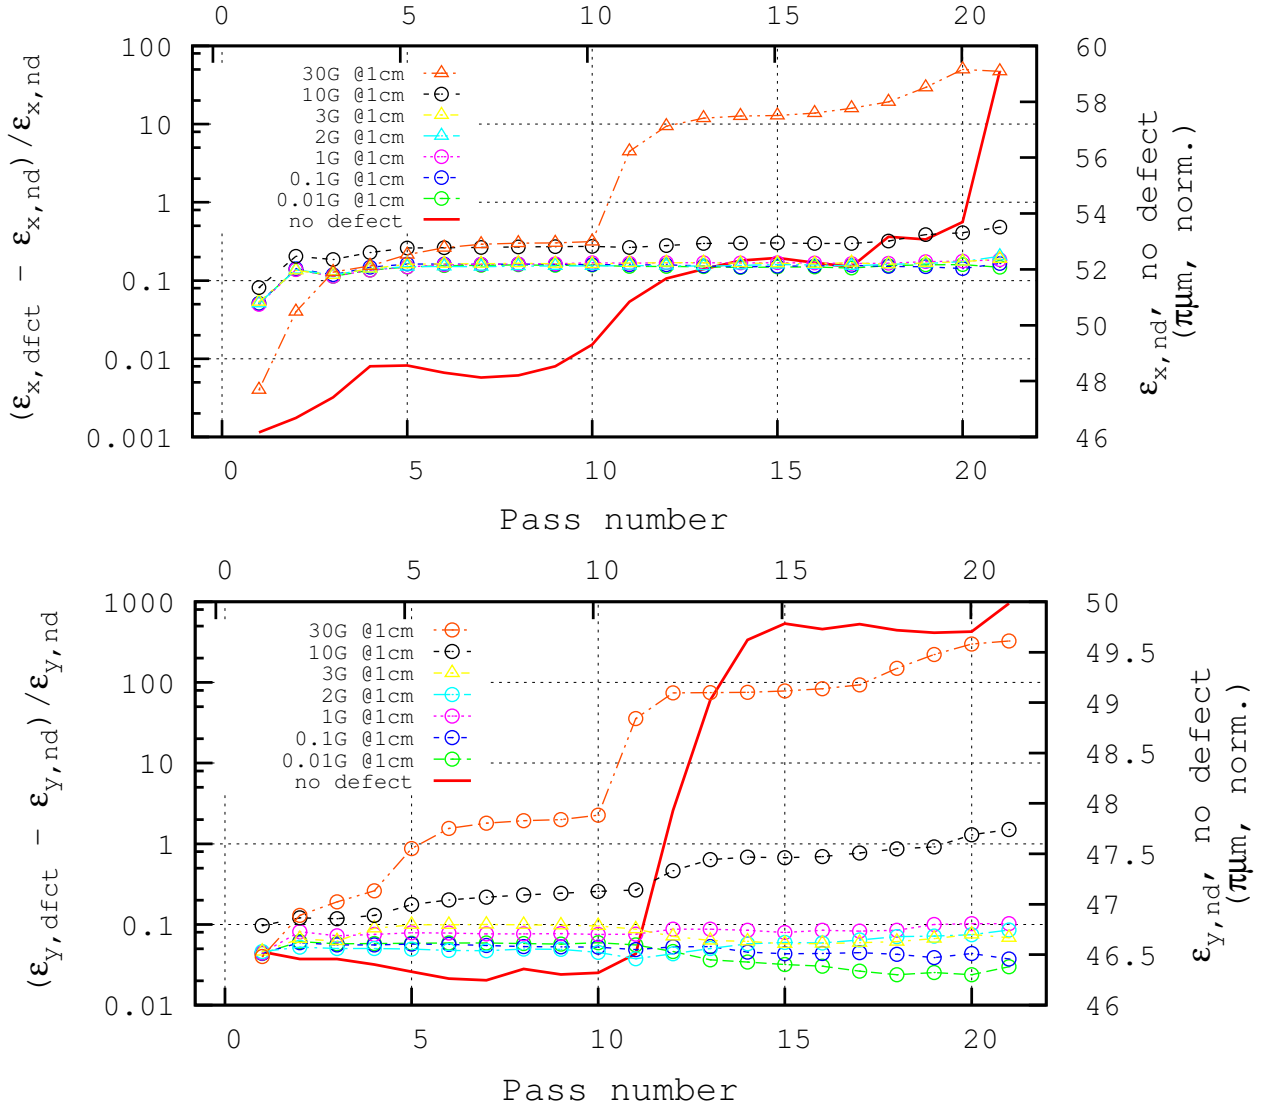 0 5 10 15 20
(εx,dfct − εx,nd)/εx,nd
100
10
1
0.1
0.01
0.001
30G @1cm
10G @1cm
3G @1cm
2G @1cm
1G @1cm
0.1G @1cm
0.01G @1cm
no defect
60
58
56
54
52
50
48
46
εx,nd, no defect
(πμm, norm.)
0 5 10 15 20
Pass number
0 5 10 15 20
(εy,dfct − εy,nd)/εy,nd
1000
100
10
1
0.1
0.01
30G @1cm
10G @1cm
3G @1cm
2G @1cm
1G @1cm
0.1G @1cm
0.01G @1cm
no defect
50
49.5
49
48.5
48
47.5
47
46.5
46
εy,nd, no defect
(πμm, norm.)
0 5 10 15 20
Pass number